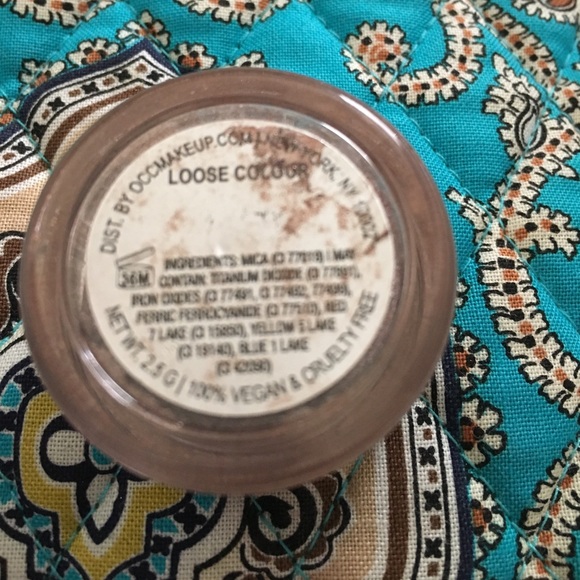 DIST. BY OCCMAKEUP.COM NEW YORK, NY 10002
LOOSE COLOUR
36M
INGREDIENTS: MICA (CI 77019) | MAY
CONTAIN: TITANIUM DIOXIDE (CI 77891),
IRON OXIDES (CI 77491, CI 77492, 77499),
FERRIC FERROCYANIDE (CI 77510), RED
7 LAKE (CI 15850), YELLOW 5 LAKE
(CI 19140), BLUE 1 LAKE
(CI 42090)
NET WT. 2.5 G | 100% VEGAN & CRUELTY FREE